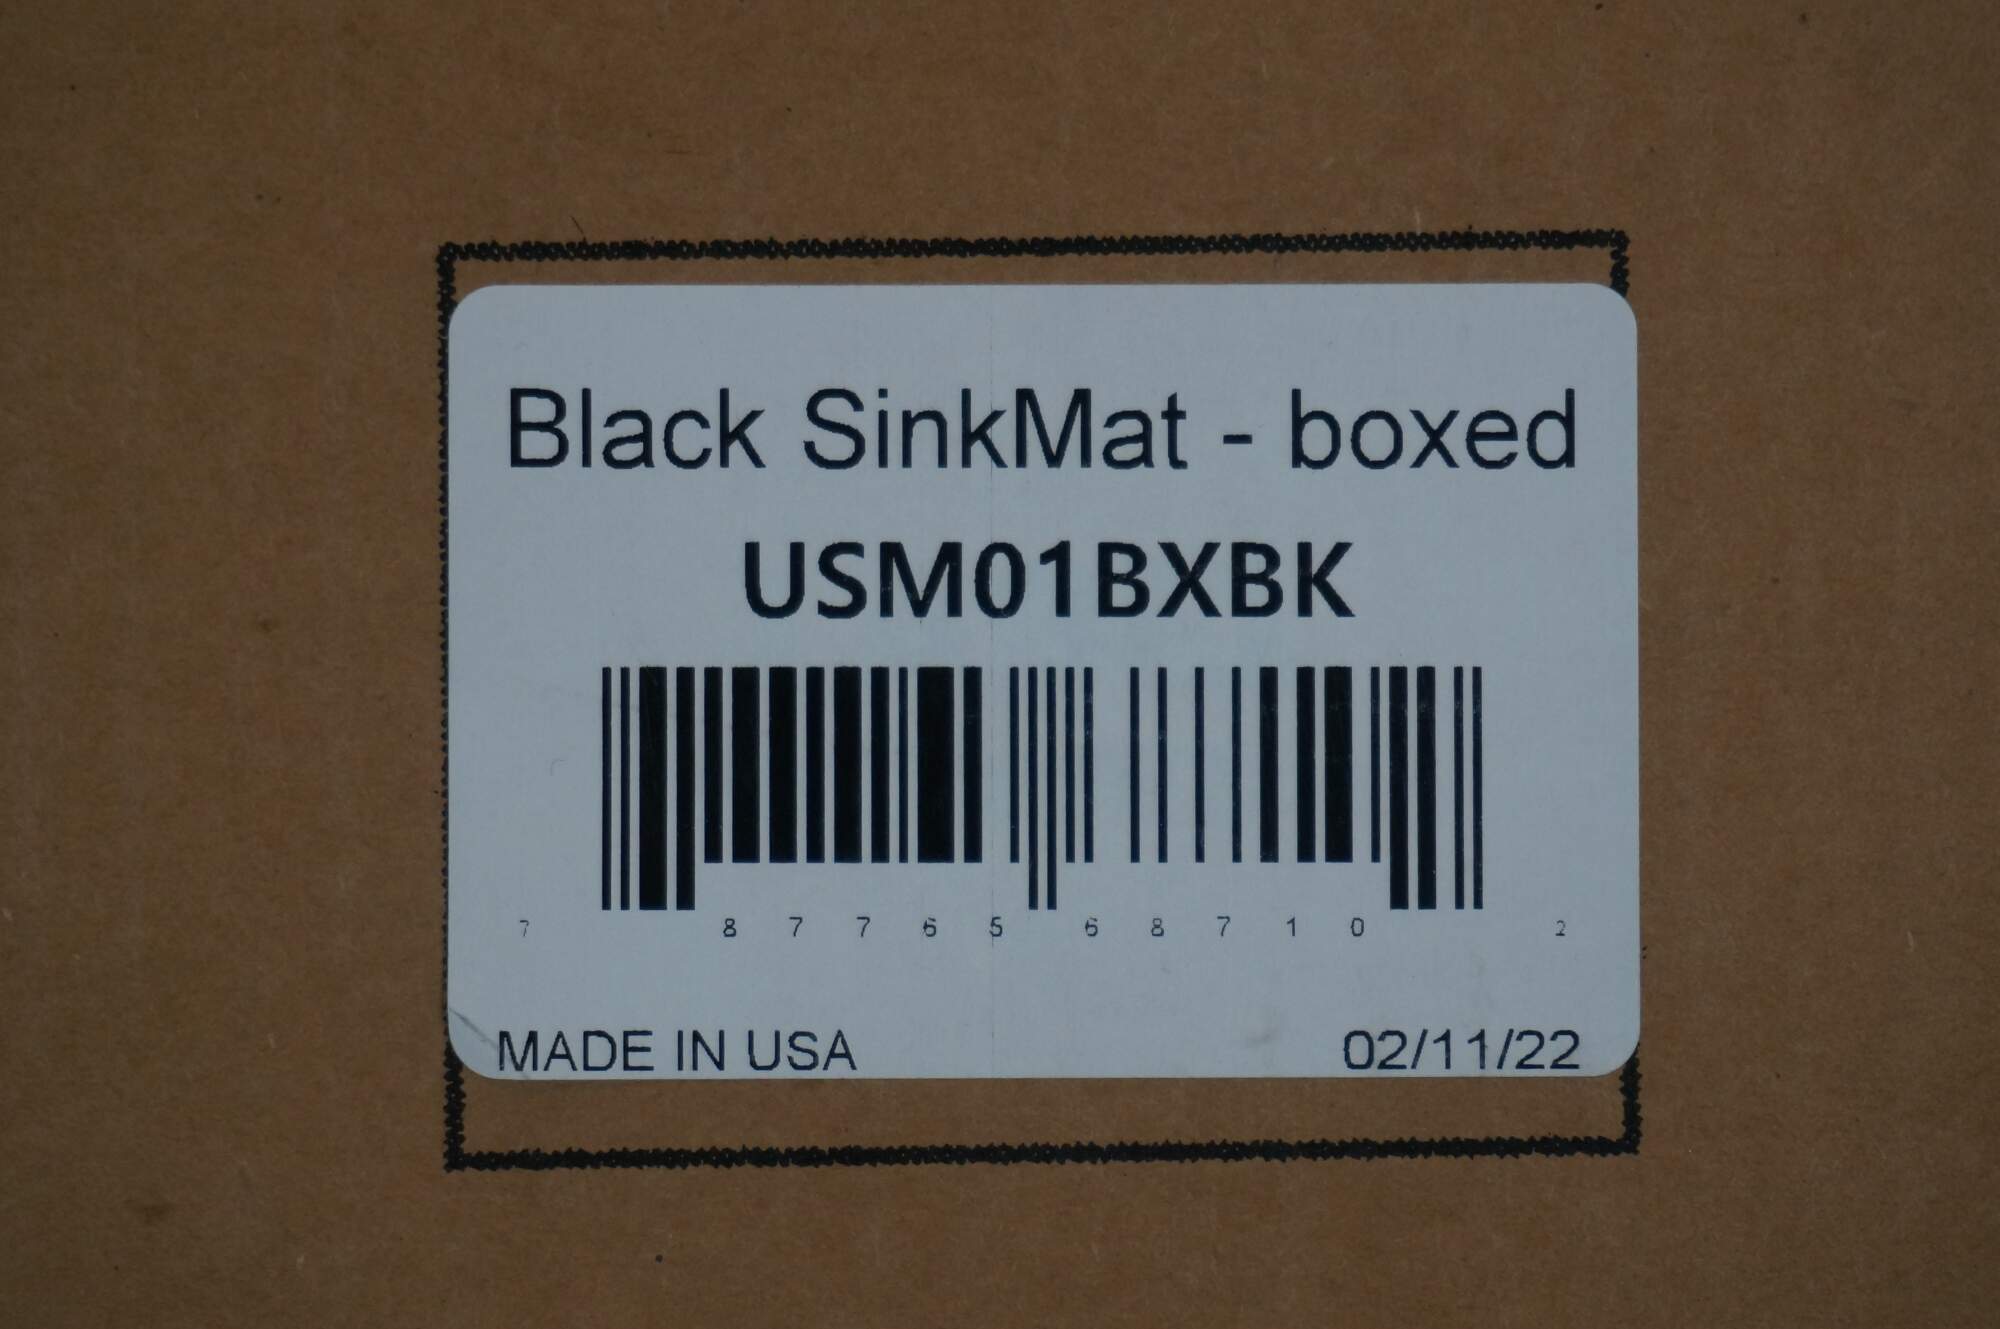 Black SinkMat - boxed
USM01BXBK
7 87765 68710 2
MADE IN USA 02/11/22